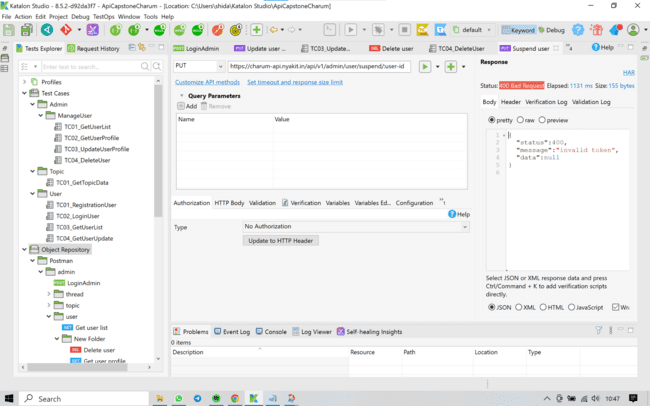 Katalon Studio - 8.5.2-d92da3f7 - ApiCapstoneCharum - [Location: C:\Users\shida\Katalon Studio\ApiCapstoneCharum]
File Action Edit Project Debug TestOps Window Tools Help
default
Keyword
Debug
Tests Explorer
Request History
LoginAdmin
Update user ...
TC03_Update...
Delete user
TC04_DeleteUser
Suspend user
4
Help
Enter text to search...
Profiles
Test Cases
Admin
ManageUser
TC01_GetUserList
TC02_GetUserProfile
TC03_UpdateUserProfile
TC04_DeleteUser
Topic
TC01_GetTopicData
User
TC01_RegistrationUser
TC02_LoginUser
TC03_GetUserList
TC04_GetUserUpdate
Object Repository
Postman
admin
POST LoginAdmin
thread
topic
user
GET Get user list
New Folder
DEL Delete user
GET Get user profile
PUT
https://charum-api.nyakit.in/api/v1/admin/user/suspend/:user-id
Customize API methods
Set timeout and response size limit
Query Parameters
Add Remove
Name Value
Authorization HTTP Body Validation Verification Variables Variables Ed... Configuration
Help
Type No Authorization
Update to HTTP Header
Response
HAR
Status: 400 Bad Request Elapsed: 1131 ms Size: 155 bytes
Body Header Verification Log Validation Log
pretty raw preview
1 {
2 "status":400,
3 "message":"invalid token",
4 "data":null
5 }
6
Select JSON or XML response data and press
Ctrl/Command + K to add verification scripts
directly.
JSON XML HTML JavaScript Wra
Problems Event Log Console Log Viewer Self-healing Insights
0 items
Description Resource Path Location Type
Search
10:47